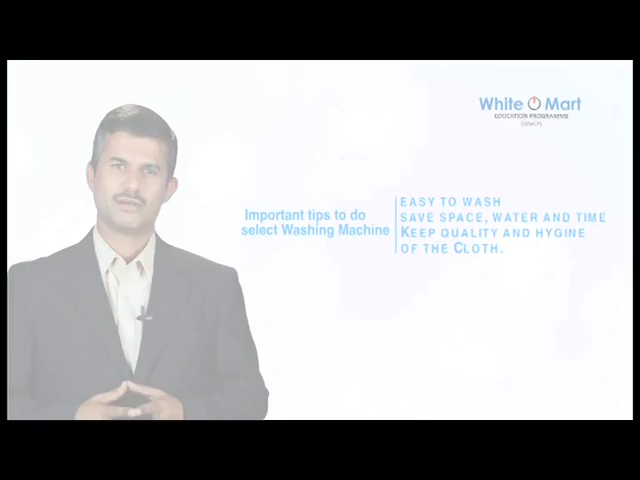 White Mart
EDUCATION PROGRAMME
Important tips to do
select Washing Machine
EASY TO WASH
SAVE SPACE, WATER AND TIME
KEEP QUALITY AND HYGINE
OF THE CLOTH.